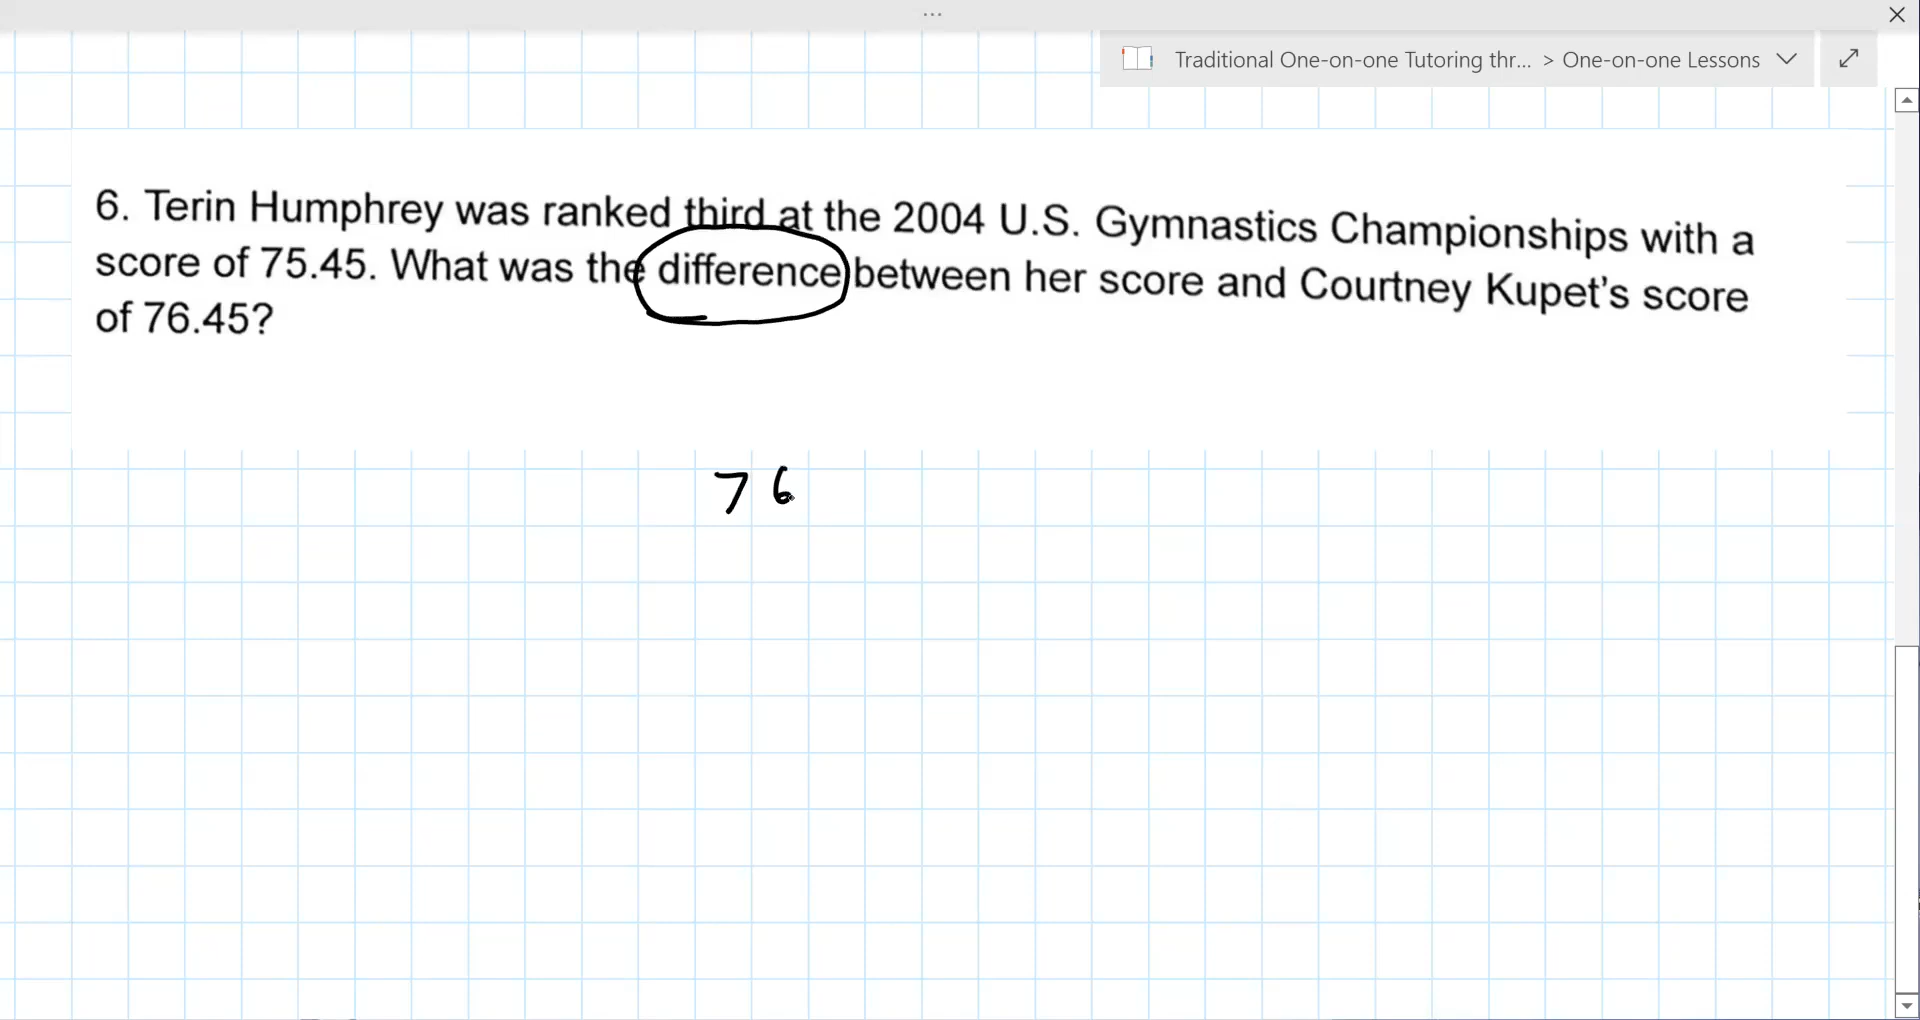 ...
Traditional One-on-one Tutoring thr... > One-on-one Lessons
6. Terin Humphrey was ranked third at the 2004 U.S. Gymnastics Championships with a
score of 75.45. What was the difference between her score and Courtney Kupet’s score
of 76.45?
76